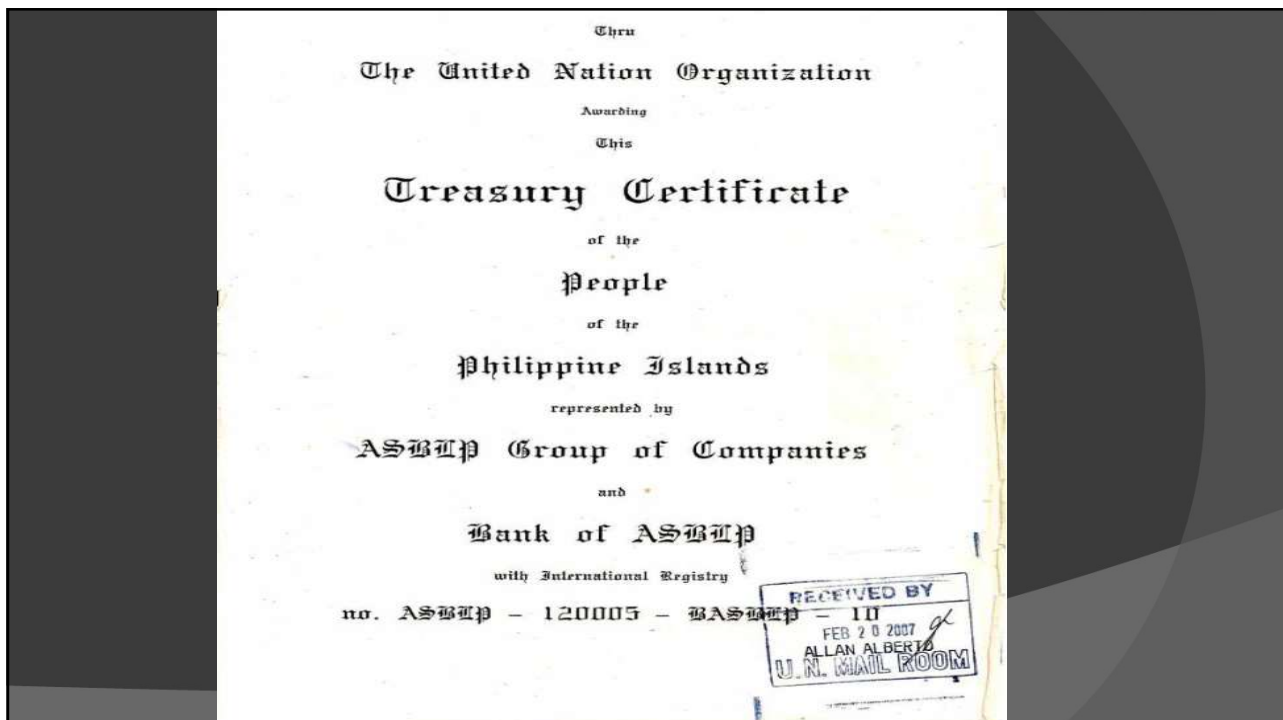 Thru
The United Nation Organization
Awarding
This
Treasury Certificate
of the
People
of the
Philippine Islands
represented by
ASBLP Group of Companies
and
Bank of ASBLP
with International Registry
no. ASBLP - 120005 - BASBLP - 10
RECEIVED BY
FEB 20 2007
ALLAN ALBERTO
U. N. MAIL ROOM